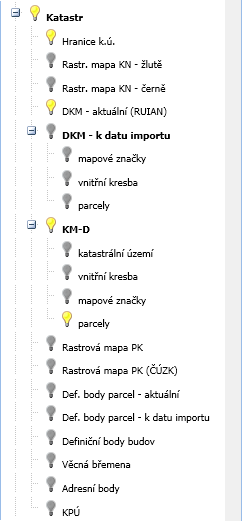 Katastr
Hranice k.ú.
Rastr. mapa KN - žlutě
Rastr. mapa KN - černě
DKM - aktuální (RUIAN)
DKM - k datu importu
mapové značky
vnitřní kresba
parcely
KM-D
katastrální území
vnitřní kresba
mapové značky
parcely
Rastrová mapa PK
Rastrová mapa PK (ČÚZK)
Def. body parcel - aktuální
Def. body parcel - k datu importu
Definiční body budov
Věcná břemena
Adresní body
KPÚ